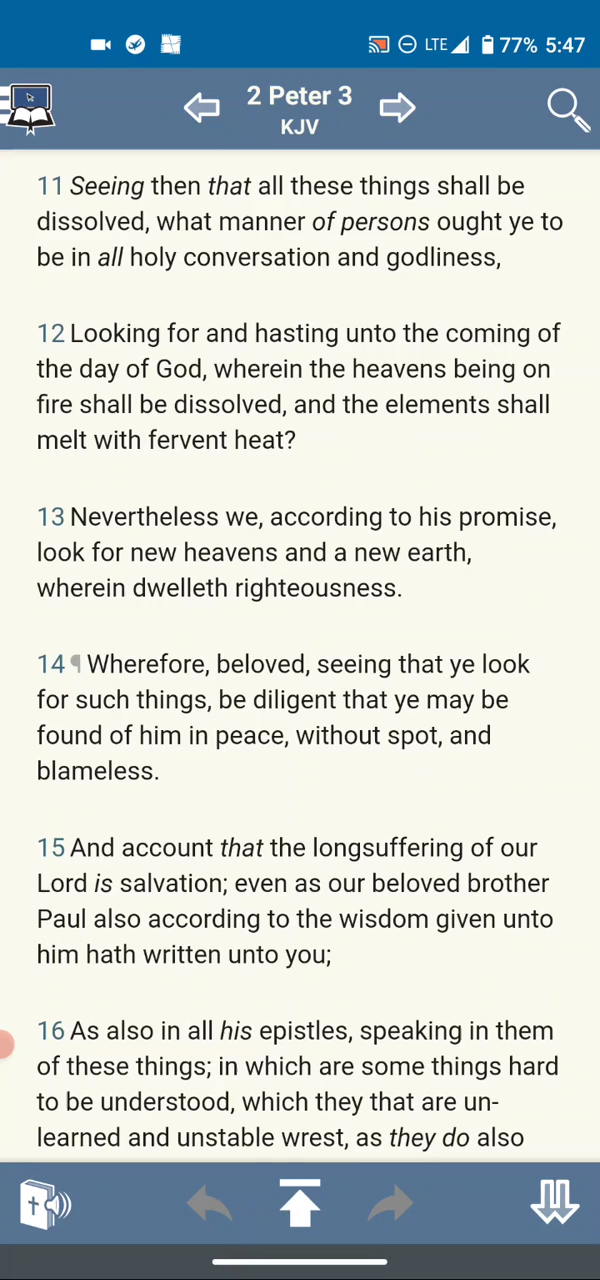 LTE 77% 5:47
2 Peter 3
KJV
11 Seeing then that all these things shall be
dissolved, what manner of persons ought ye to
be in all holy conversation and godliness,
12 Looking for and hasting unto the coming of
the day of God, wherein the heavens being on
fire shall be dissolved, and the elements shall
melt with fervent heat?
13 Nevertheless we, according to his promise,
look for new heavens and a new earth,
wherein dwelleth righteousness.
14 ¶ Wherefore, beloved, seeing that ye look
for such things, be diligent that ye may be
found of him in peace, without spot, and
blameless.
15 And account that the longsuffering of our
Lord is salvation; even as our beloved brother
Paul also according to the wisdom given unto
him hath written unto you;
16 As also in all his epistles, speaking in them
of these things; in which are some things hard
to be understood, which they that are un-
learned and unstable wrest, as they do also